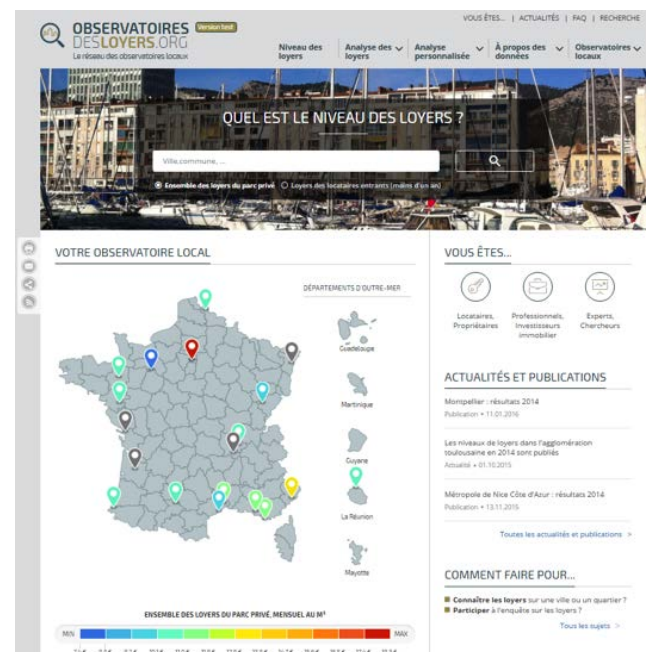 VOUS ÊTES... | ACTUALITÉS | FAQ | RECHERCHE
OBSERVATOIRES
DESLOYERS.ORG
Version test
Le réseau des observatoires locaux
Niveau des
loyers
Analyse des
loyers
Analyse
personnalisée
À propos des
données
Observatoires
locaux
QUEL EST LE NIVEAU DES LOYERS ?
Ville,commune, ...
Ensemble des loyers du parc privé
Loyers des locataires entrants (moins d'un an)
VOTRE OBSERVATOIRE LOCAL
DÉPARTEMENTS D'OUTRE-MER
Guadeloupe
Martinique
Guyane
La Réunion
Mayotte
ENSEMBLE DES LOYERS DU PARC PRIVÉ, MENSUEL AU M²
MIN
MAX
VOUS ÊTES...
Locataires,
Propriétaires
Professionnels,
Investisseurs
immobilier
Experts,
Chercheurs
ACTUALITÉS ET PUBLICATIONS
Montpellier : résultats 2014
Publication • 11.01.2016
Les niveaux de loyers dans l'agglomération
toulousaine en 2014 sont publiés
Actualité • 01.10.2015
Métropole de Nice Côte d'Azur : résultats 2014
Publication • 13.11.2015
Toutes les actualités et publications >
COMMENT FAIRE POUR...
Connaître les loyers sur une ville ou un quartier ?
Participer à l'enquête sur les loyers ?
Tous les sujets >